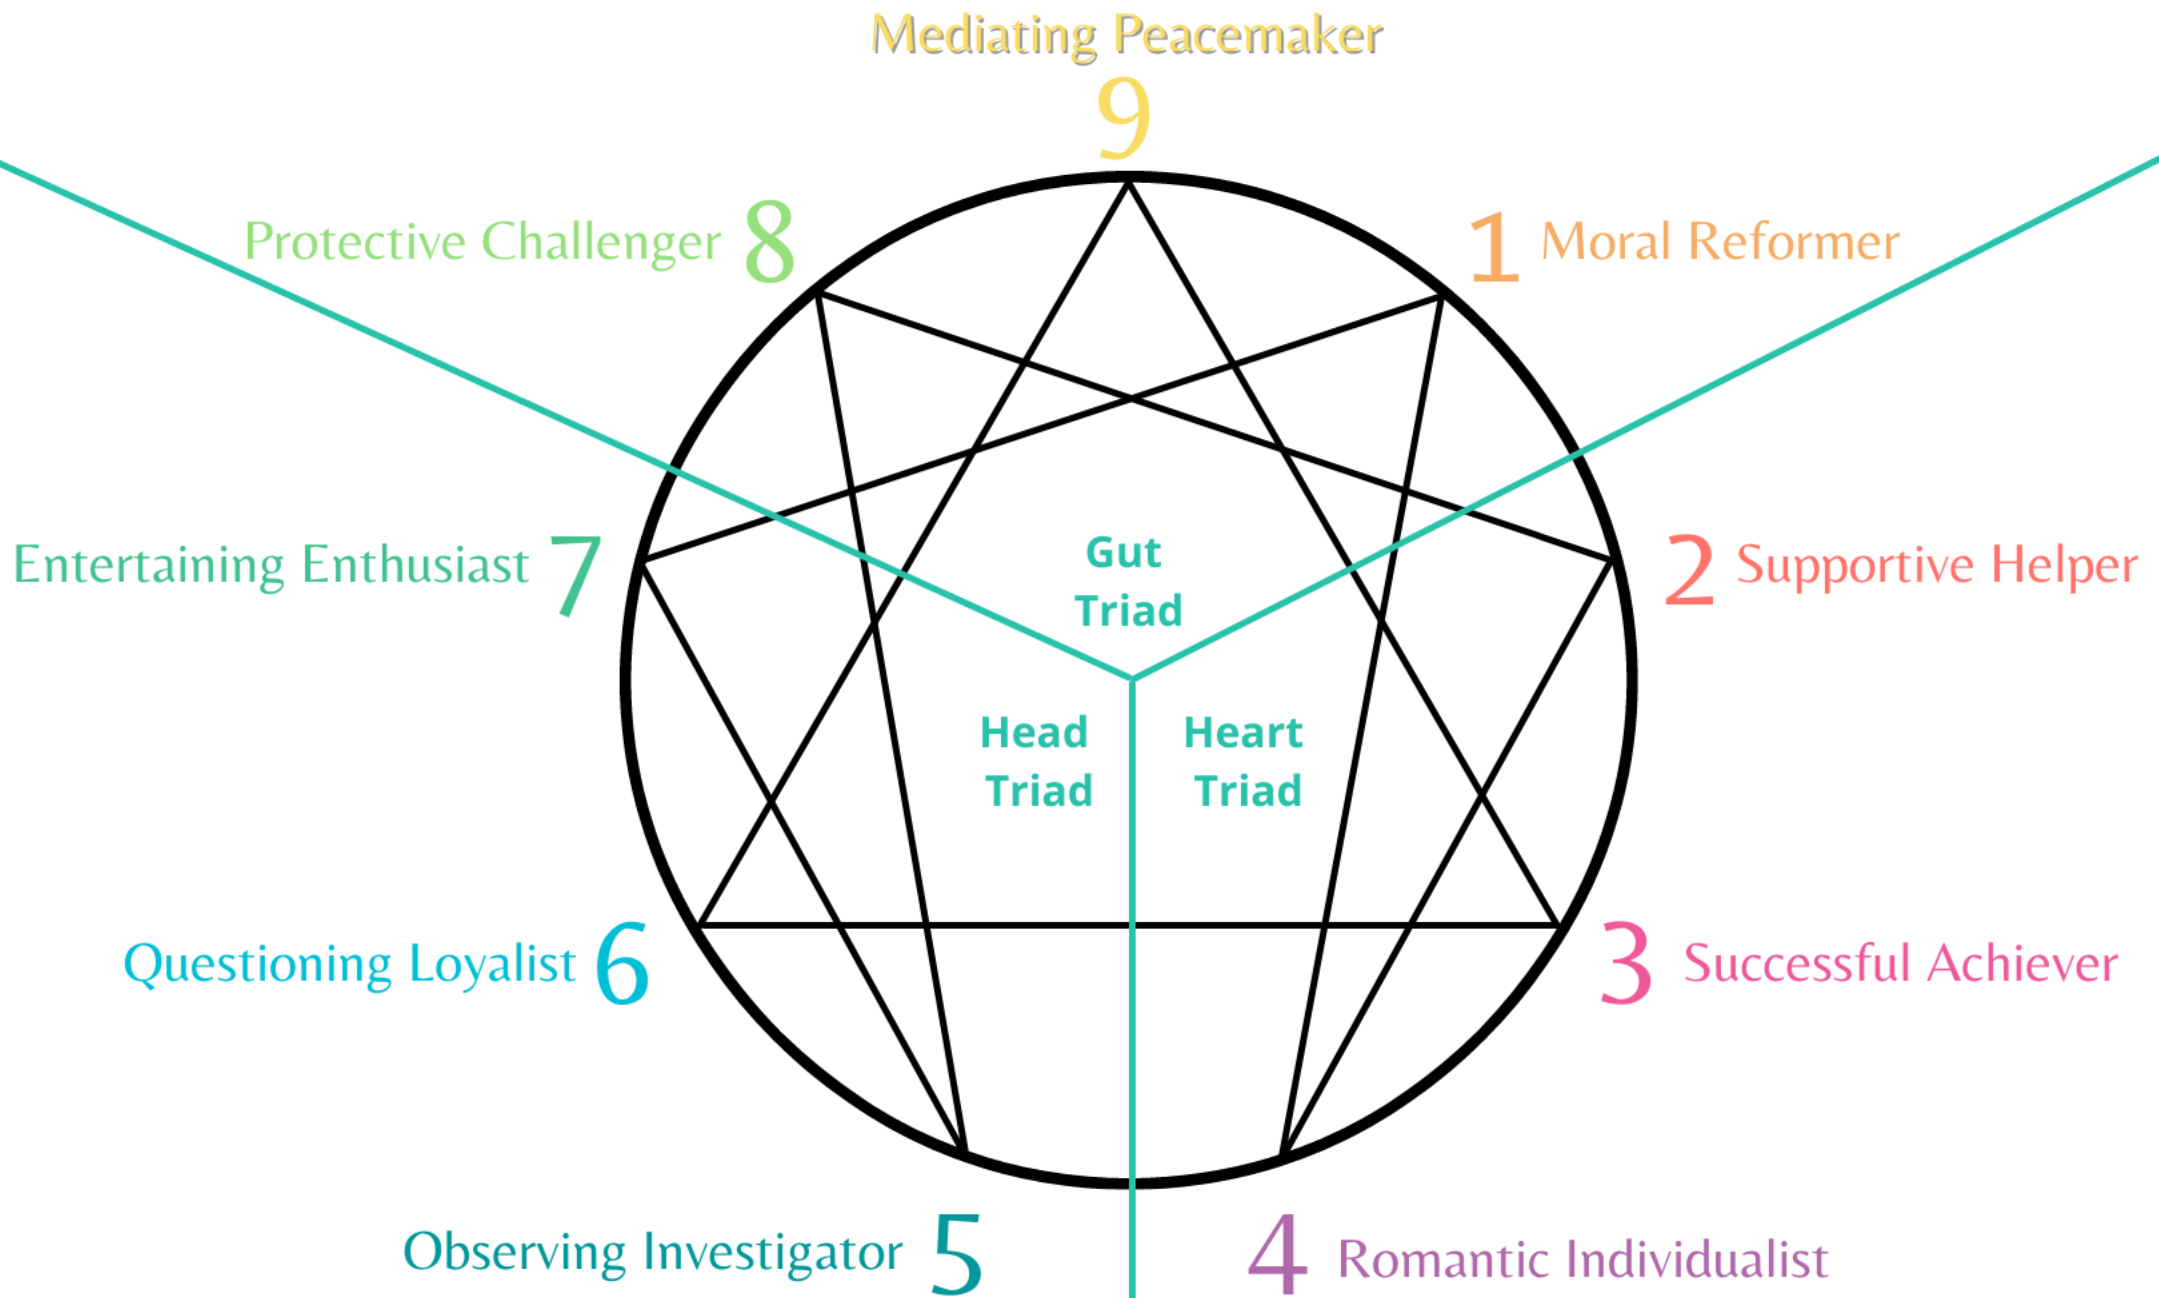 Mediating Peacemaker
9
Protective Challenger 8
1 Moral Reformer
Entertaining Enthusiast 7
Gut
Triad
2 Supportive Helper
Head
Triad
Heart
Triad
Questioning Loyalist 6
3 Successful Achiever
Observing Investigator 5
4 Romantic Individualist